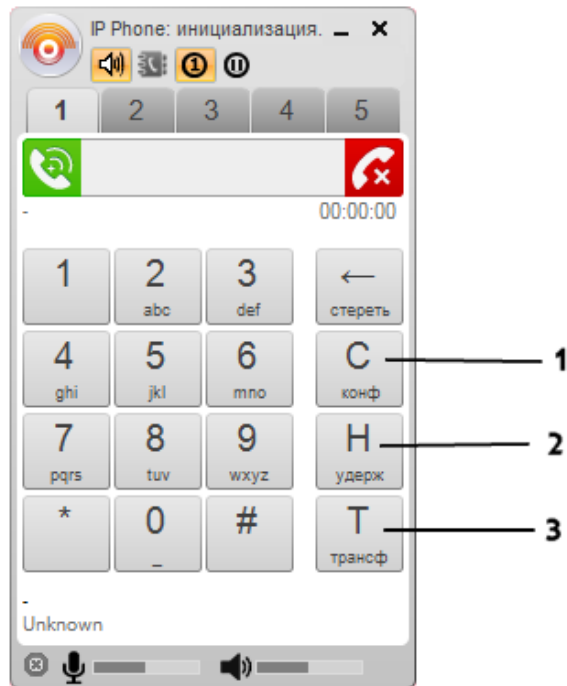 IP Phone: инициализация.
1
1 2 3 4 5
-
00:00:00
1 2 3 ←
abc def стереть
4 5 6 C 1
ghi jkl mno конф
7 8 9 H 2
pqrs tuv wxyz удерж
* 0 # T 3
_ трансф
-
Unknown